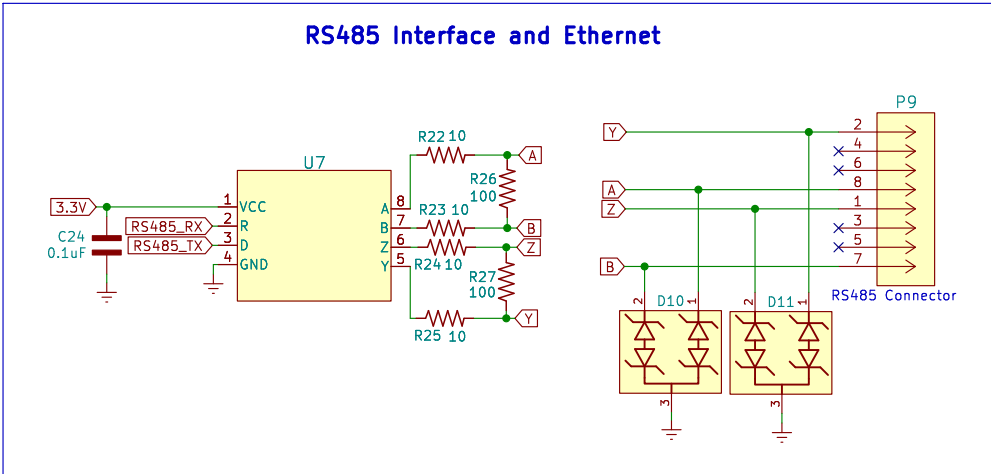 RS485 Interface and Ethernet
U7
3.3V
C24
0.1uF
RS485_RX
RS485_TX
1
2
3
4
VCC
R
D
GND
A
B
Z
Y
8
7
6
5
R22 10
R26
100
R23 10
R24 10
R27
100
R25 10
A
B
Z
Y
P9
Y
A
Z
B
2
4
6
8
1
3
5
7
RS485 Connector
D10
2
1
3
D11
2
1
3